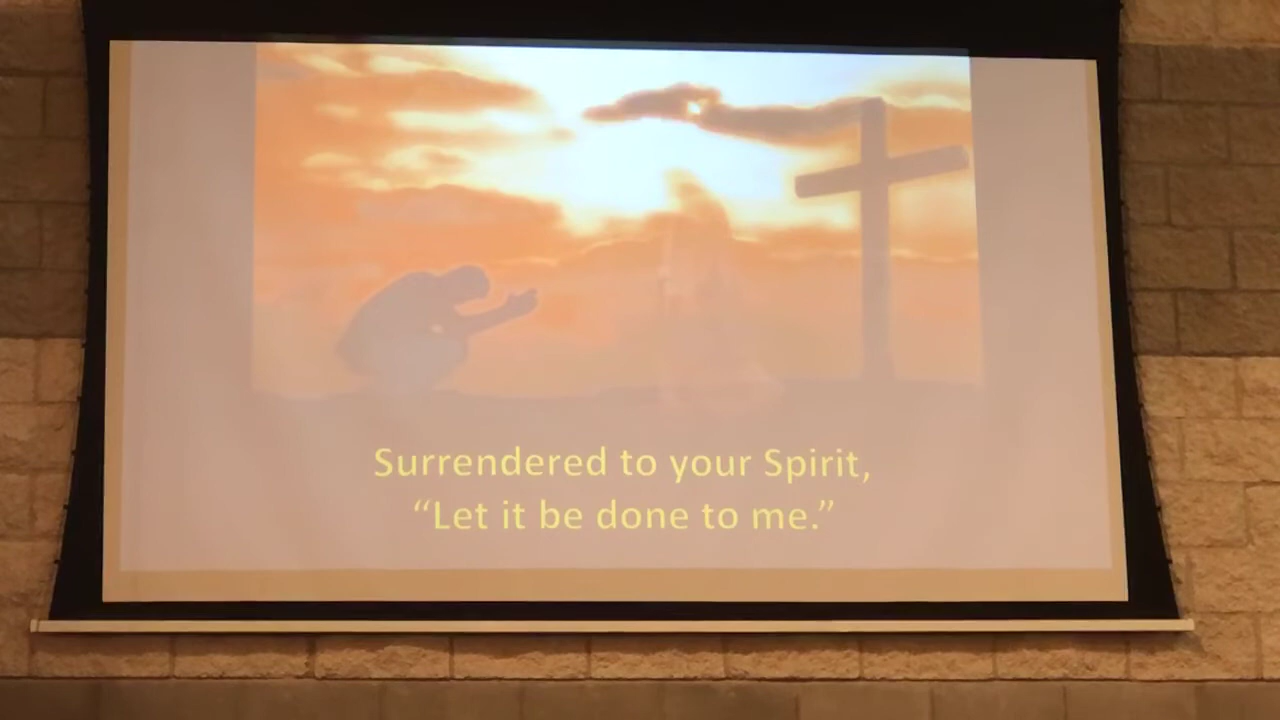 Surrendered to your Spirit,
“Let it be done to me.”